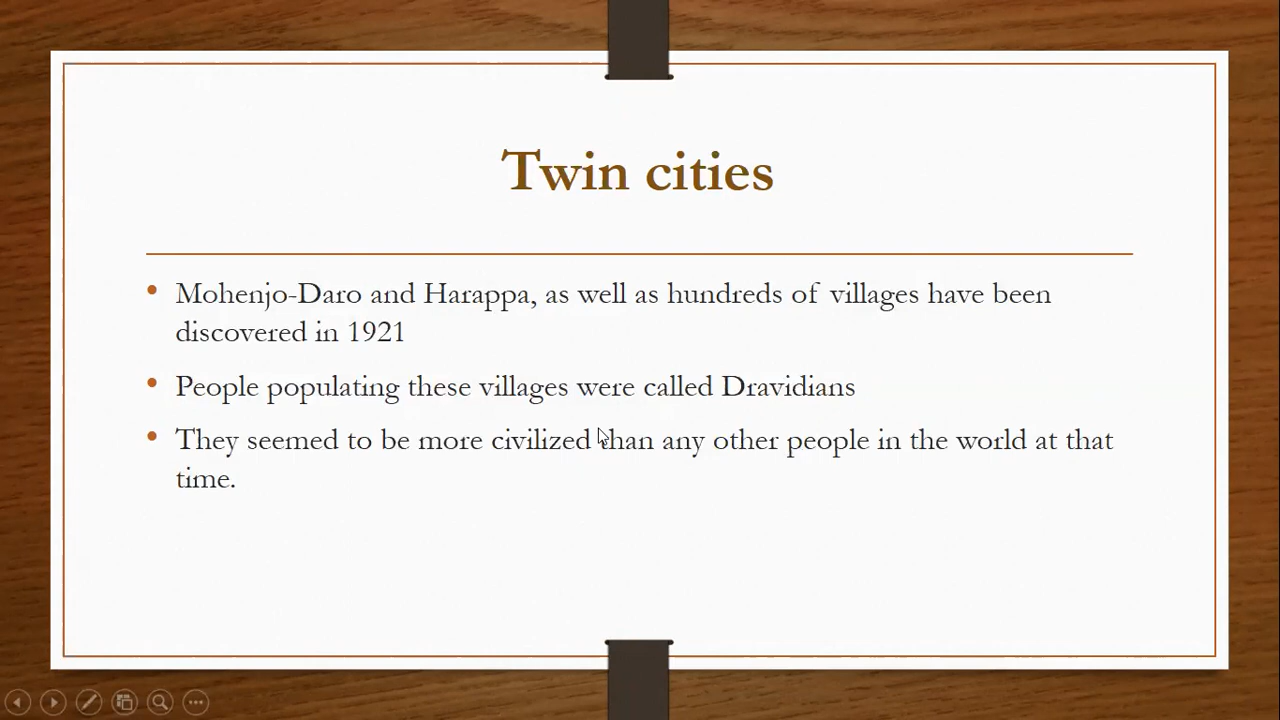 Twin cities
Mohenjo-Daro and Harappa, as well as hundreds of villages have been
discovered in 1921
People populating these villages were called Dravidians
They seemed to be more civilized than any other people in the world at that
time.